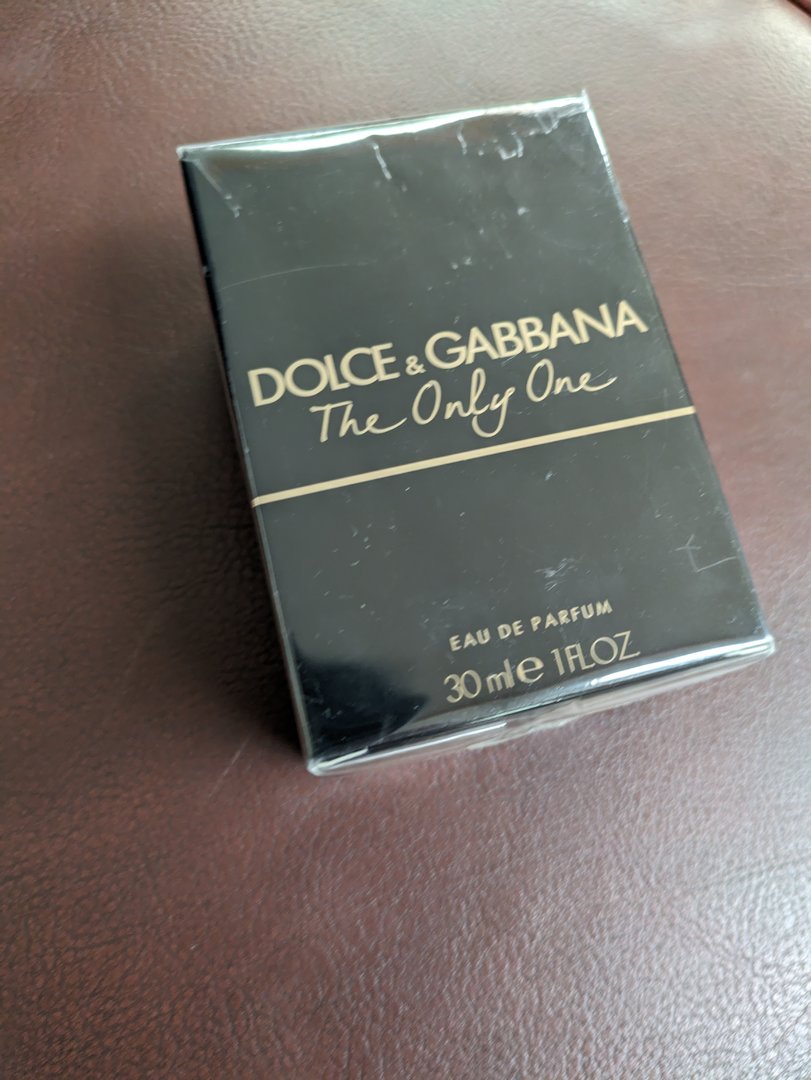 DOLCE & GABBANA
The Only One
EAU DE PARFUM
30 ml e 1 FL OZ